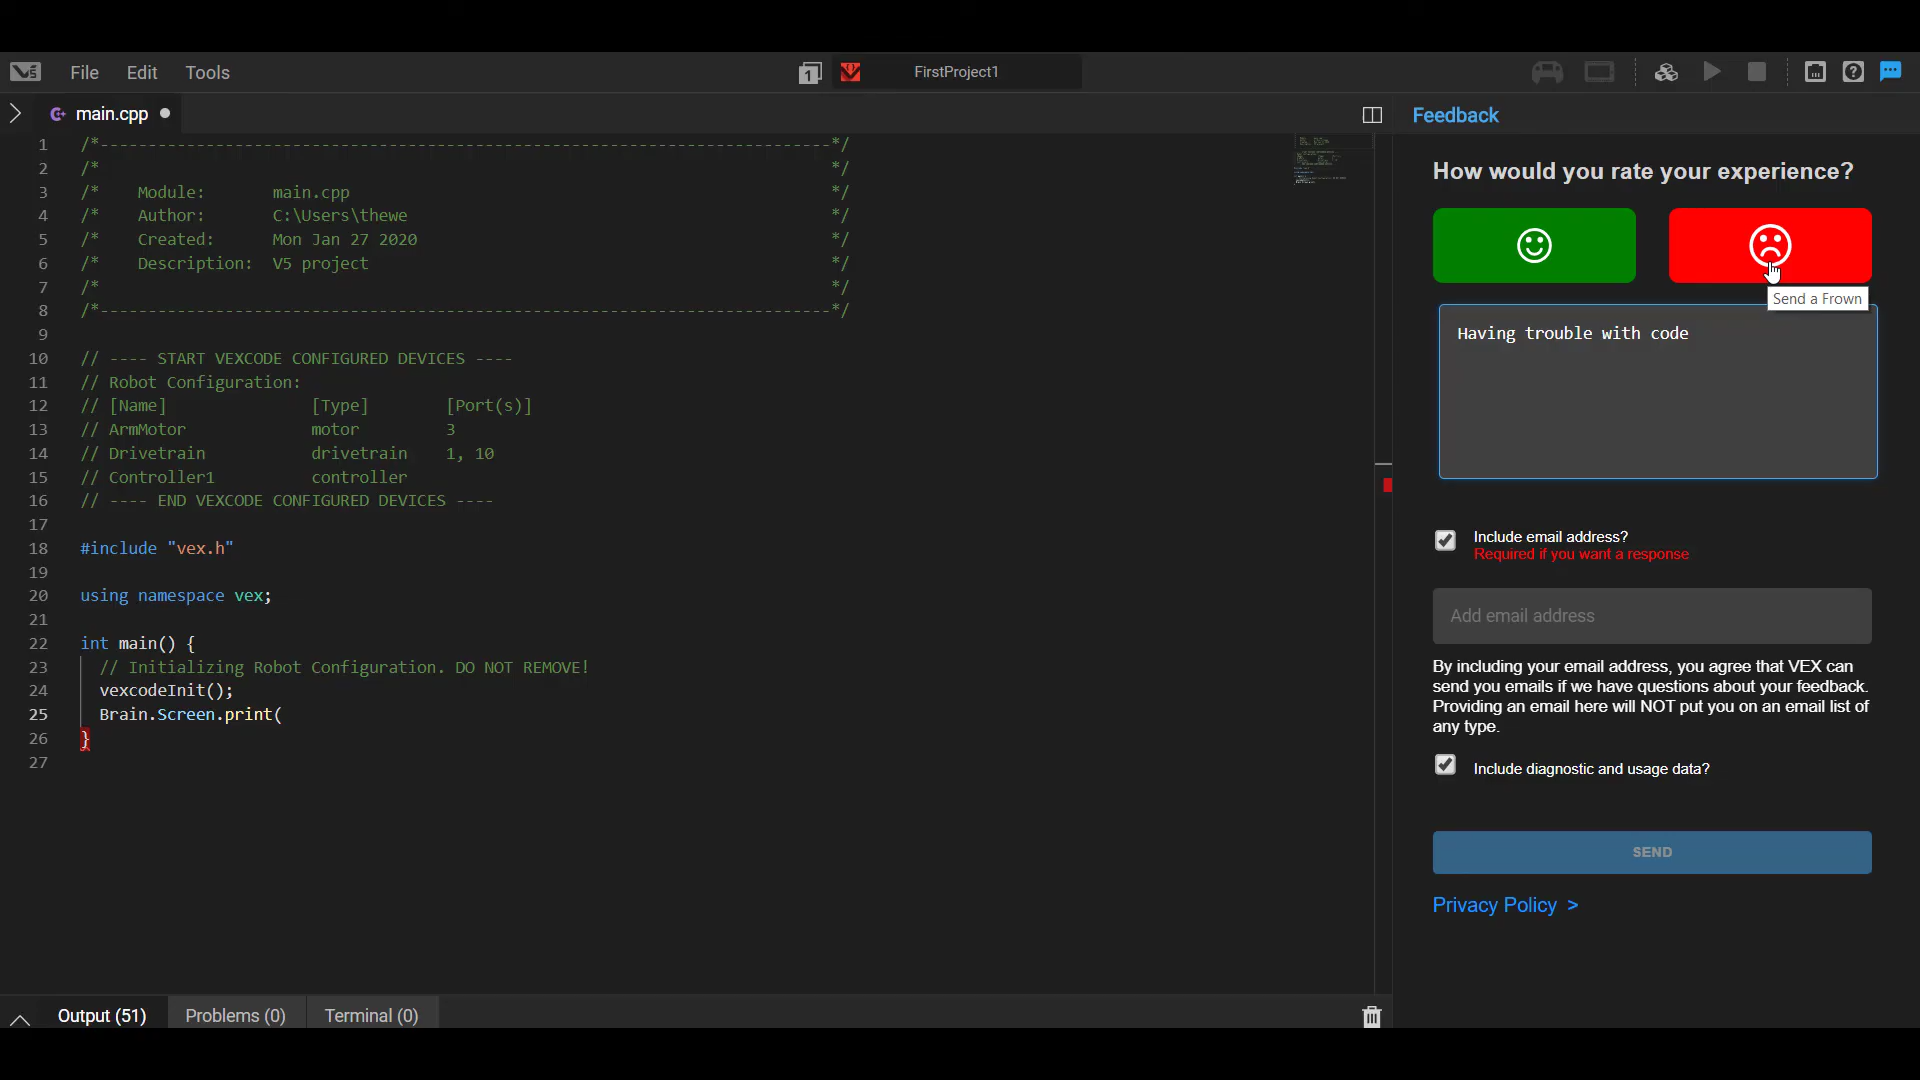 File Edit Tools 1 FirstProject1
main.cpp
1 /*----------------------------------------------------------------------------*/
2 /* */
3 /* Module: main.cpp */
4 /* Author: C:\Users\thewe */
5 /* Created: Mon Jan 27 2020 */
6 /* Description: V5 project */
7 /* */
8 /*----------------------------------------------------------------------------*/
9
10 // ---- START VEXCODE CONFIGURED DEVICES ----
11 // Robot Configuration:
12 // [Name] [Type] [Port(s)]
13 // ArmMotor motor 3
14 // Drivetrain drivetrain 1, 10
15 // Controller1 controller
16 // ---- END VEXCODE CONFIGURED DEVICES ----
17
18 #include "vex.h"
19
20 using namespace vex;
21
22 int main() {
23 // Initializing Robot Configuration. DO NOT REMOVE!
24 vexcodeInit();
25 Brain.Screen.print(
26 }
27
Output (51) Problems (0) Terminal (0)
Feedback
How would you rate your experience?
Send a Frown
Having trouble with code
Include email address?
Required if you want a response
Add email address
By including your email address, you agree that VEX can
send you emails if we have questions about your feedback.
Providing an email here will NOT put you on an email list of
any type.
Include diagnostic and usage data?
SEND
Privacy Policy >